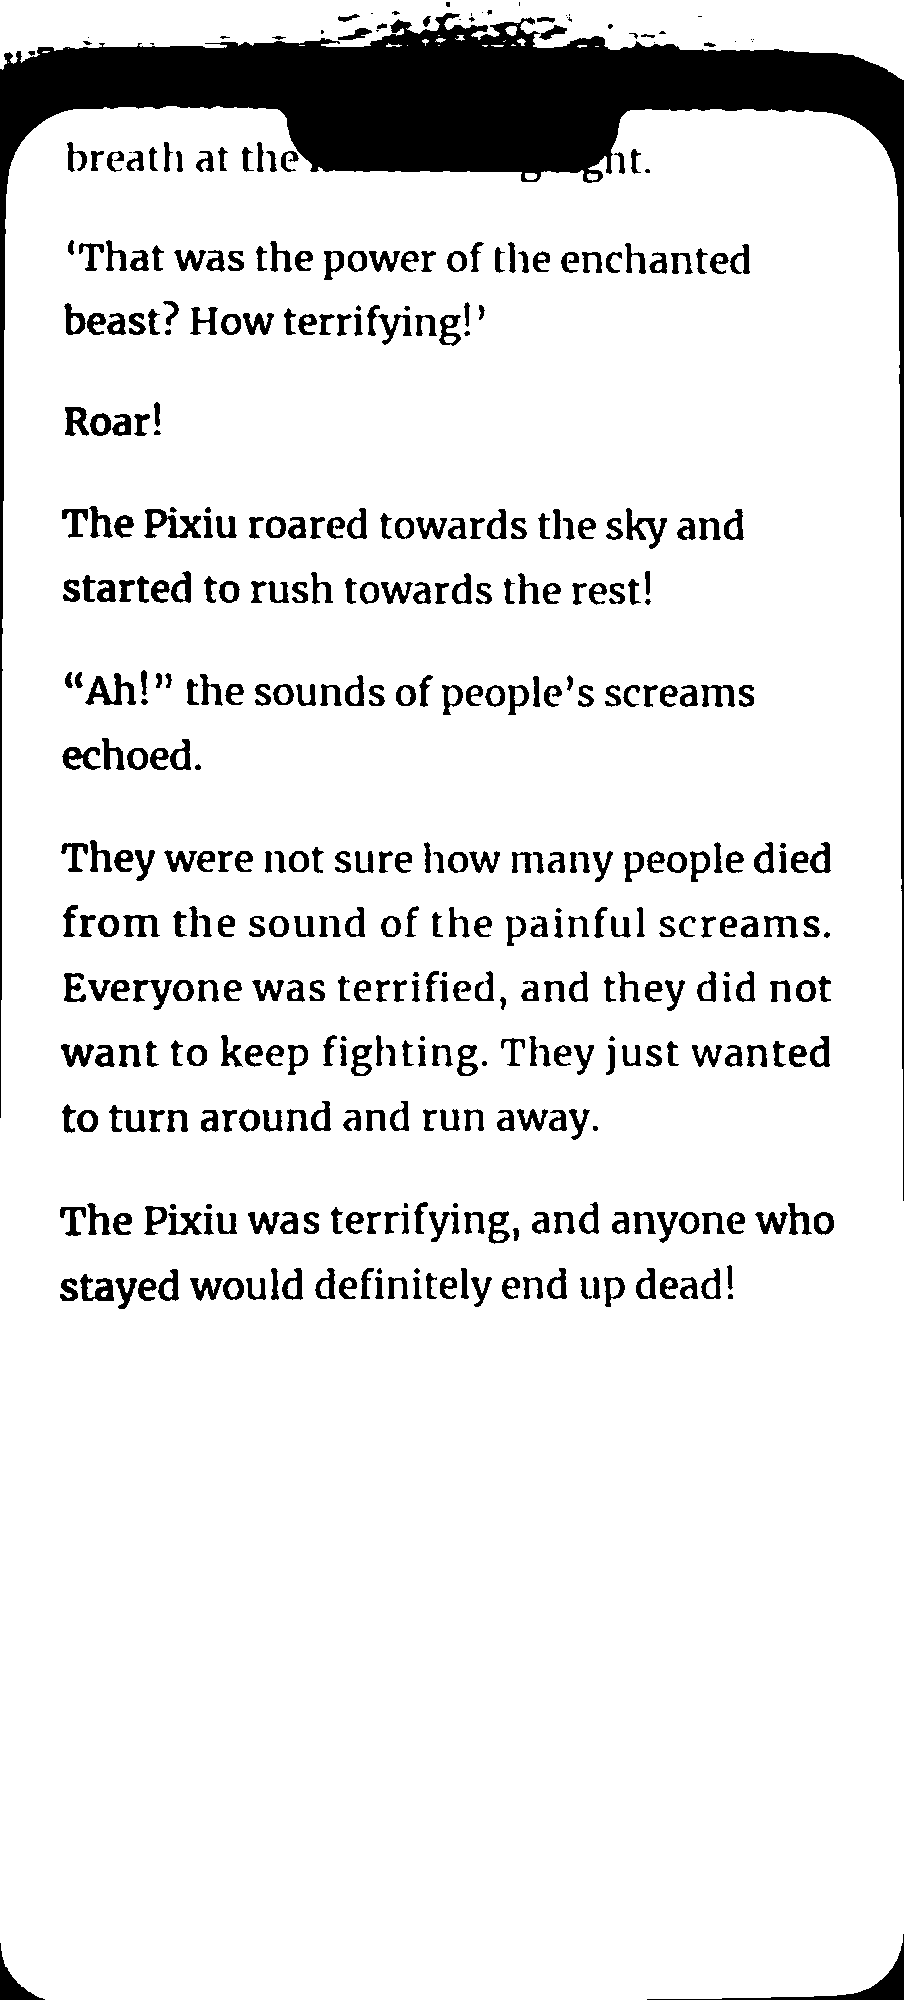 breath at the
‘That was the power of the enchanted
beast? How terrifying!’
Roar!
The Pixiu roared towards the sky and
started to rush towards the rest!
“Ah!” the sounds of people’s screams
echoed.
They were not sure how many people died
from the sound of the painful screams.
Everyone was terrified, and they did not
want to keep fighting. They just wanted
to turn around and run away.
The Pixiu was terrifying, and anyone who
stayed would definitely end up dead!